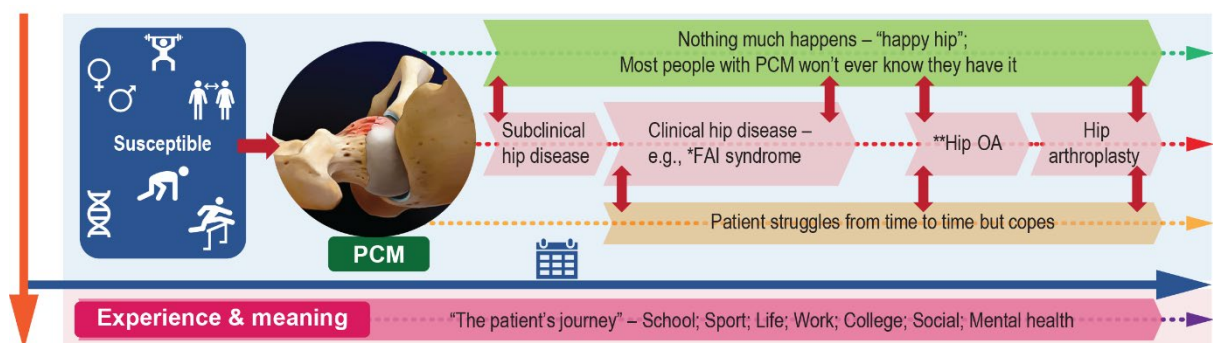 Nothing much happens – “happy hip”;
Most people with PCM won’t ever know they have it
Susceptible
Subclinical
hip disease
Clinical hip disease –
e.g., *FAI syndrome
**Hip OA
Hip
arthroplasty
Patient struggles from time to time but copes
PCM
Experience & meaning
“The patient’s journey” – School; Sport; Life; Work; College; Social; Mental health